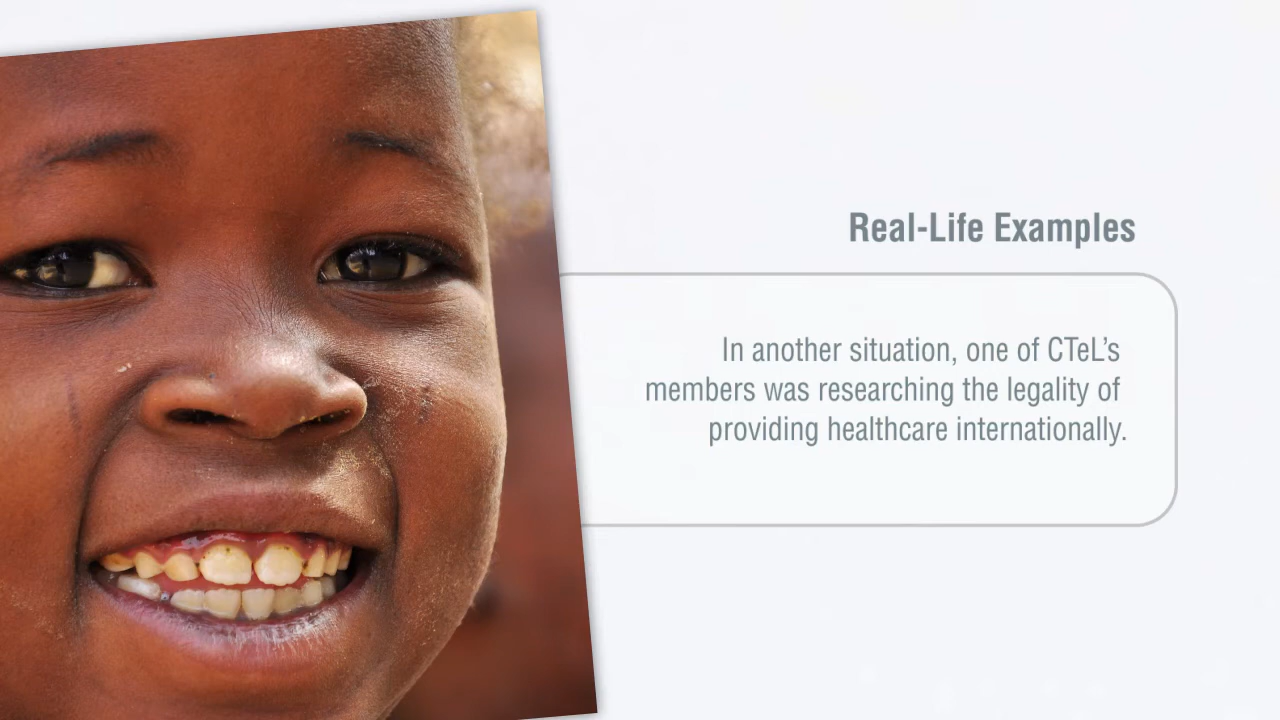 Real-Life Examples
In another situation, one of CTeL’s
members was researching the legality of
providing healthcare internationally.